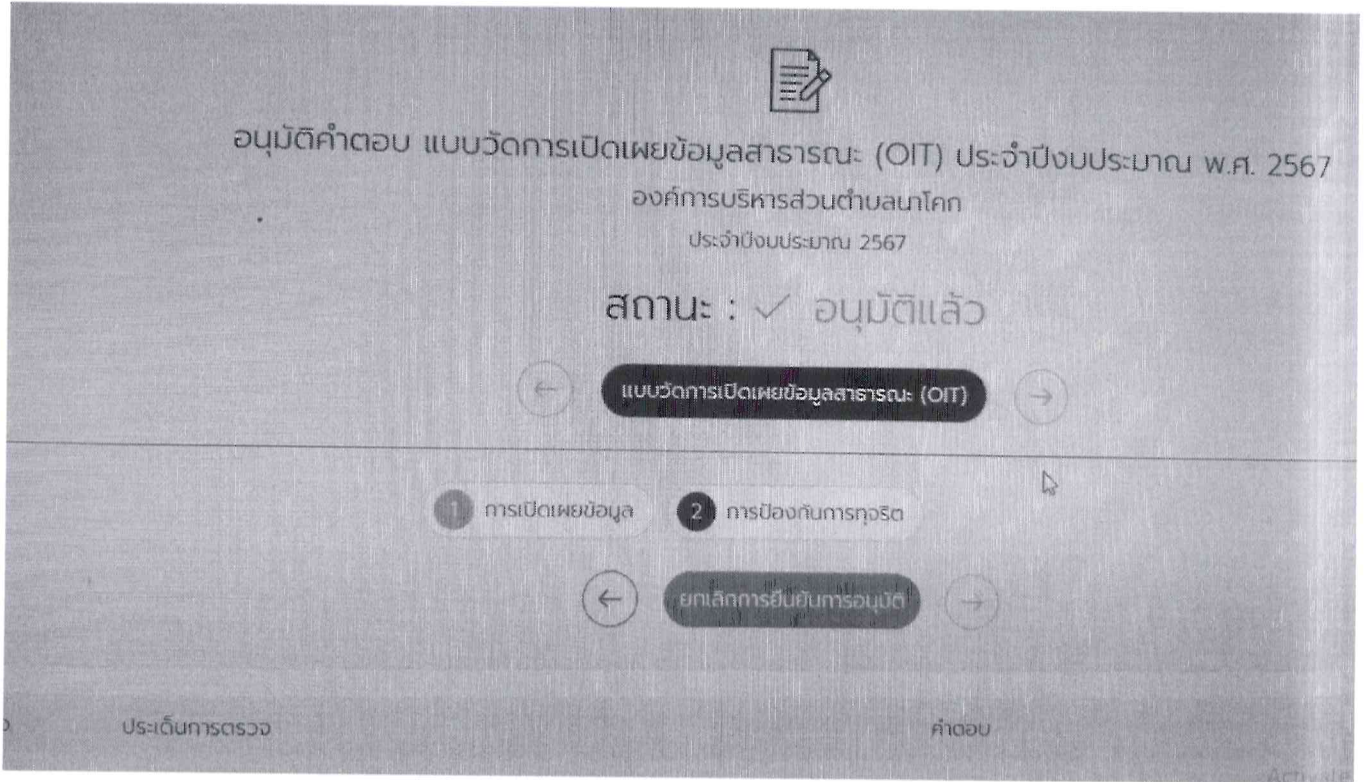 อนุมัติคำตอบ แบบวัดการเปิดเผยข้อมูลสาธารณะ (OIT) ประจำปีงบประมาณ พ.ศ. 2567
องค์การบริหารส่วนตำบลนาโคก
ประจำปีงบประมาณ 2567
สถานะ : ✓ อนุมัติแล้ว
← แบบวัดการเปิดเผยข้อมูลสาธารณะ (OIT) →
1 การเปิดเผยข้อมูล 2 การป้องกันการทุจริต
← ยกเลิกการยืนยันการอนุมัติ →
ประเด็นการตรวจ คำตอบ